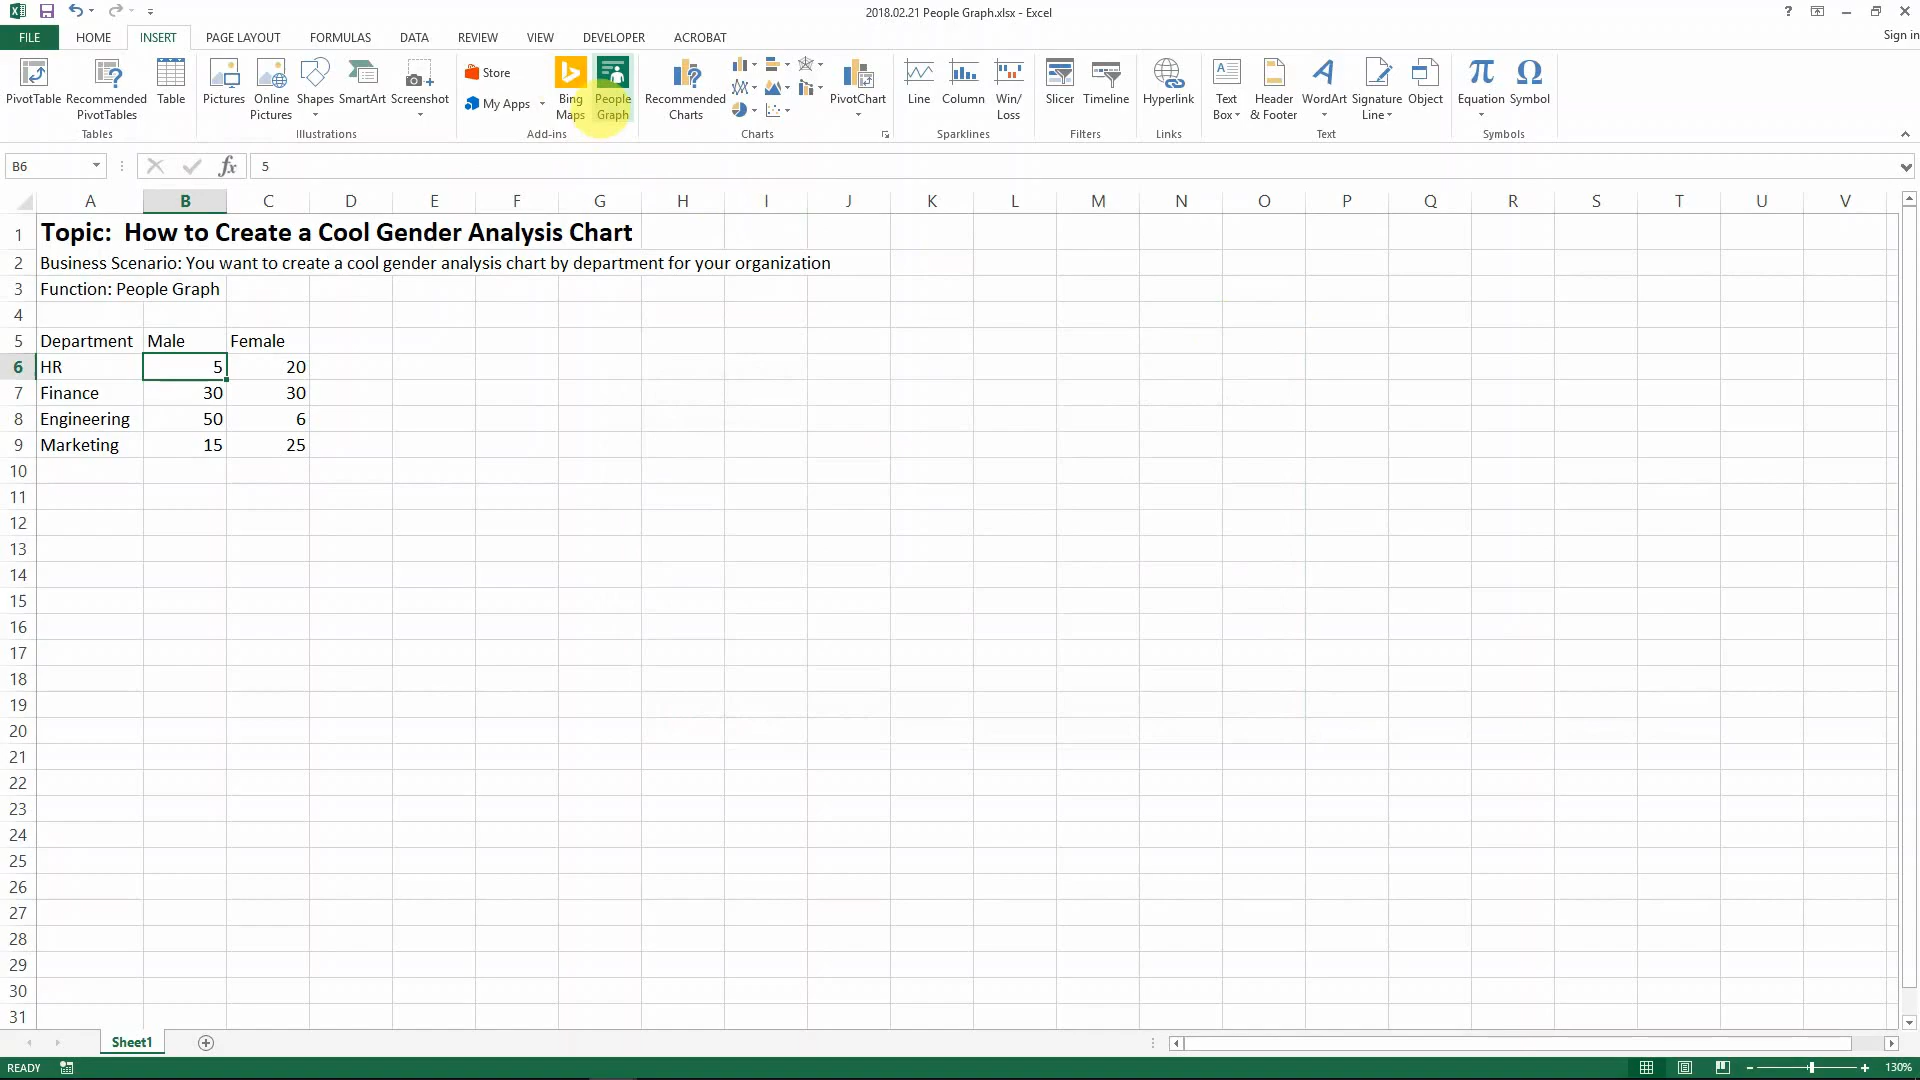 2018.02.21 People Graph.xlsx - Excel
?
FILE HOME INSERT PAGE LAYOUT FORMULAS DATA REVIEW VIEW DEVELOPER ACROBAT Sign in
PivotTable Recommended PivotTables Table
Tables
Pictures Online Pictures Shapes SmartArt Screenshot
Illustrations
Store
My Apps
Bing Maps People Graph
Add-ins
Recommended Charts PivotChart
Charts
Line Column Win/ Loss
Sparklines
Slicer Timeline
Filters
Hyperlink
Links
Text Box Header & Footer WordArt Signature Line Object
Text
π Equation Ω Symbol
Symbols
B6 fx 5
A B C D E F G H I J K L M N O P Q R S T U V
1 Topic: How to Create a Cool Gender Analysis Chart
2 Business Scenario: You want to create a cool gender analysis chart by department for your organization
3 Function: People Graph
4
5 Department Male Female
6 HR 5 20
7 Finance 30 30
8 Engineering 50 6
9 Marketing 15 25
10
11
12
13
14
15
16
17
18
19
20
21
22
23
24
25
26
27
28
29
30
31
Sheet1
READY 130%